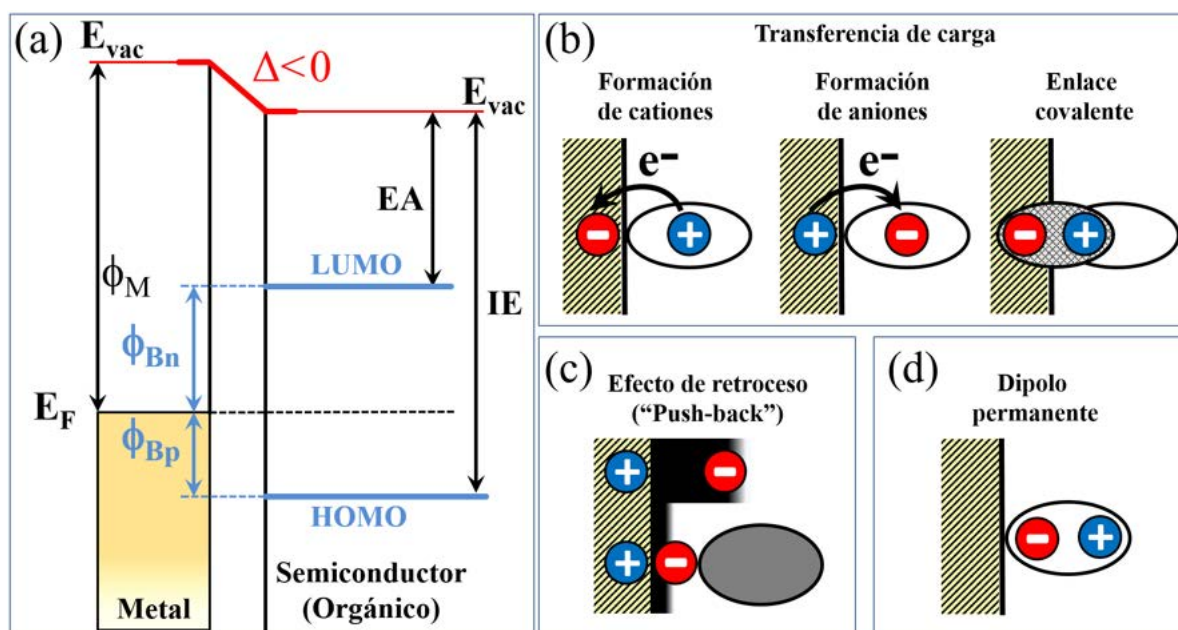 (a)
E_vac
Δ<0
E_vac
EA
LUMO
ϕ_M
IE
ϕ_Bn
E_F
ϕ_Bp
HOMO
Semiconductor
(Orgánico)
Metal
(b)
Transferencia de carga
Formación
de cationes
Formación
de aniones
Enlace
covalente
e⁻
e⁻
−
+
+
−
−
+
(c)
Efecto de retroceso
(“Push-back”)
+
−
+
−
(d)
Dipolo
permanente
−
+